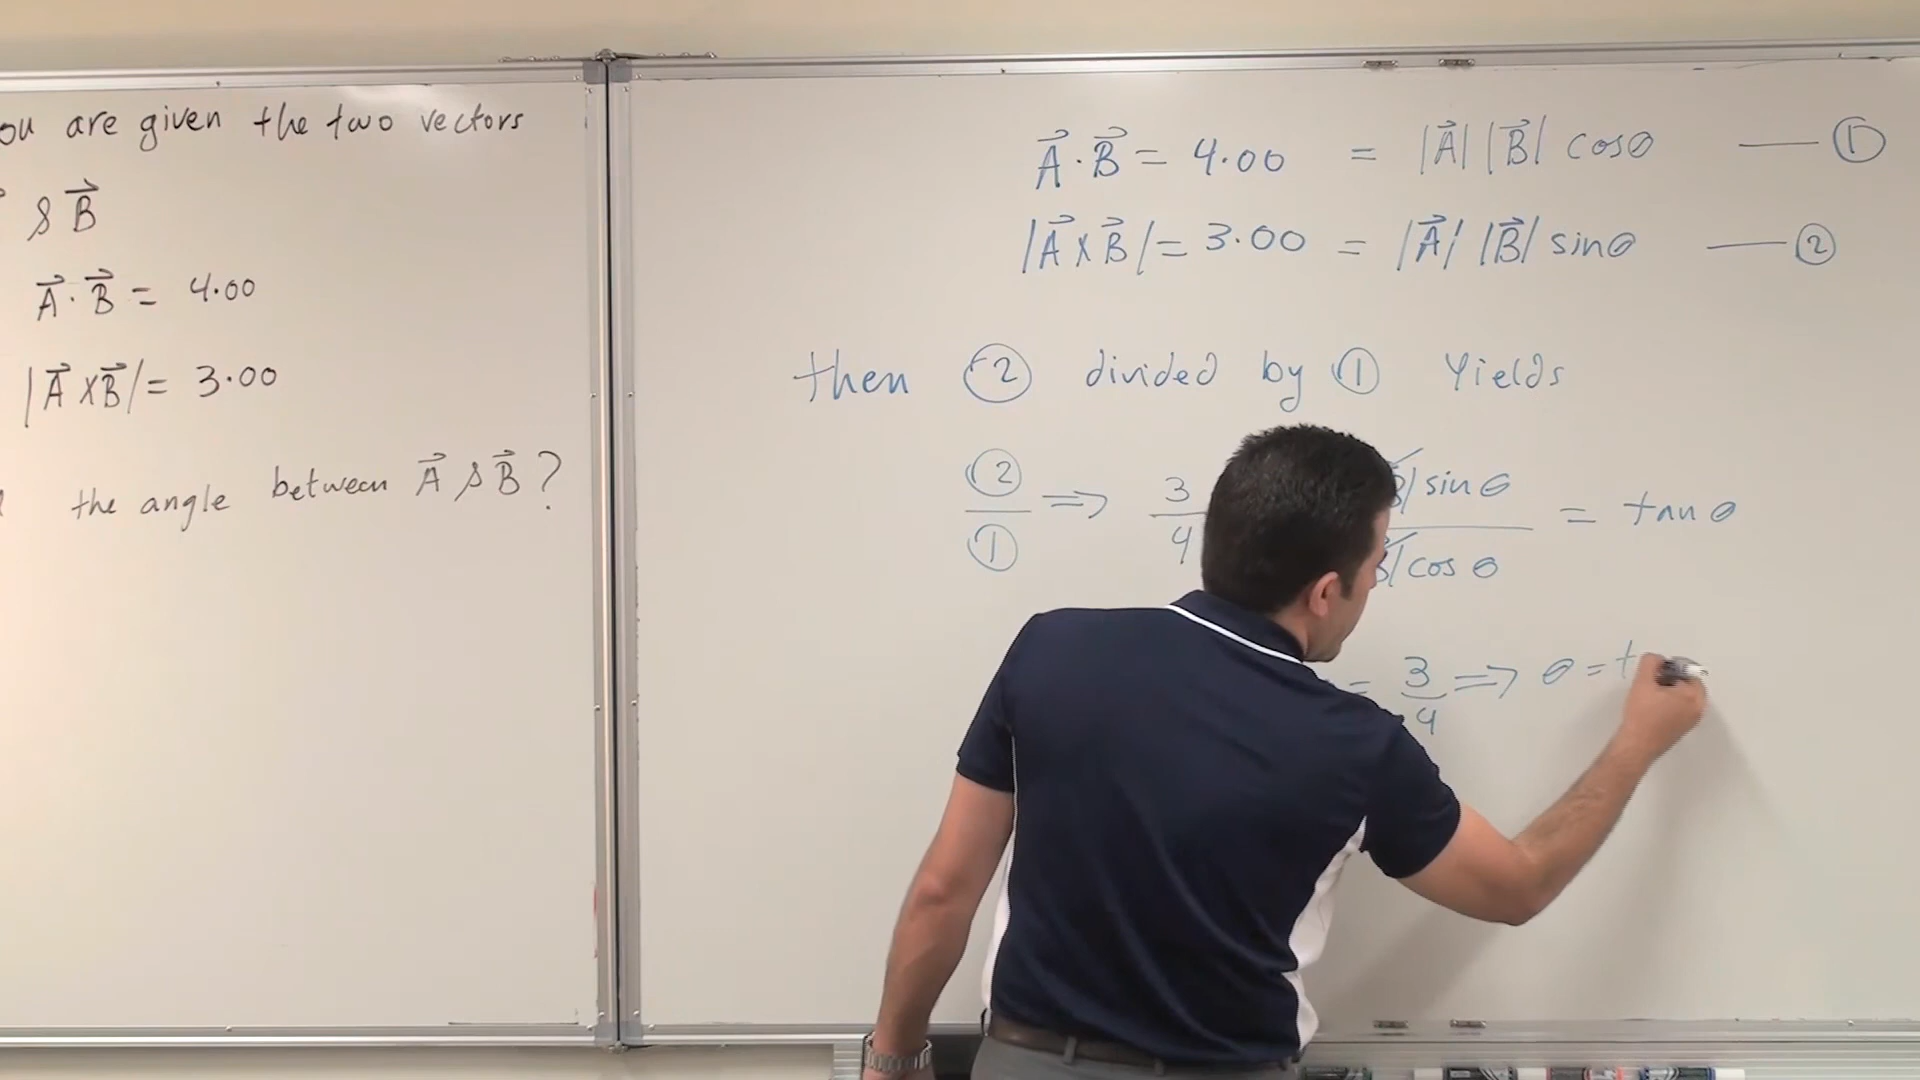 ou are given the two vectors
& B⃗
A⃗ · B⃗ = 4.00
|A⃗ × B⃗| = 3.00
the angle between A⃗ & B⃗ ?
A⃗ · B⃗ = 4.00 = |A⃗| |B⃗| cosθ — ①
|A⃗ × B⃗| = 3.00 = |A⃗| |B⃗| sinθ — ②
then ② divided by ① Yields
②/① ⇒ 3/4 B⃗| sinθ / B⃗| cosθ = tanθ
= 3/4 ⇒ θ = t